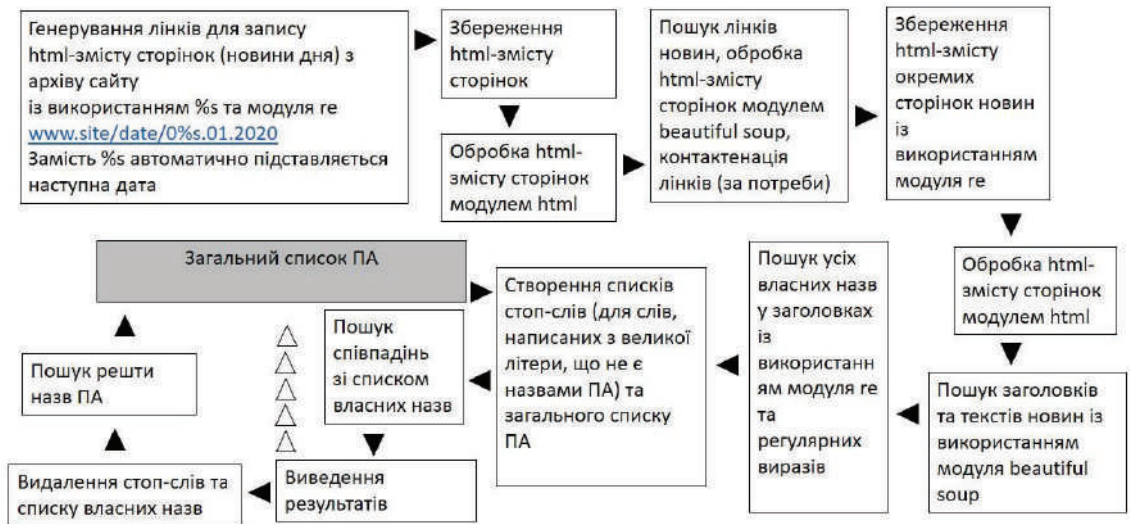 Генерування лінків для запису
html-змісту сторінок (новини дня) з
архіву сайту
із використанням %s та модуля re
www.site/date/0%s.01.2020
Замість %s автоматично підставляється
наступна дата
Збереження
html-змісту
сторінок
Обробка html-
змісту сторінок
модулем html
Пошук лінків
новин, обробка
html-змісту
сторінок модулем
beautiful soup,
контактенація
лінків (за потреби)
Збереження
html-змісту
окремих
сторінок новин
із
використанням
модуля re
Обробка html-
змісту сторінок
модулем html
Пошук заголовків
та текстів новин із
використанням
модуля beautiful
soup
Пошук усіх
власних назв
у заголовках
із
використан
ням модуля re
та
регулярних
виразів
Створення списків
стоп-слів (для слів,
написаних з великої
літери, що не є
назвами ПА) та
загального списку
ПА
Пошук
співпадінь
зі списком
власних назв
Виведення
результатів
Видалення стоп-слів та
списку власних назв
Пошук решти
назв ПА
Загальний список ПА